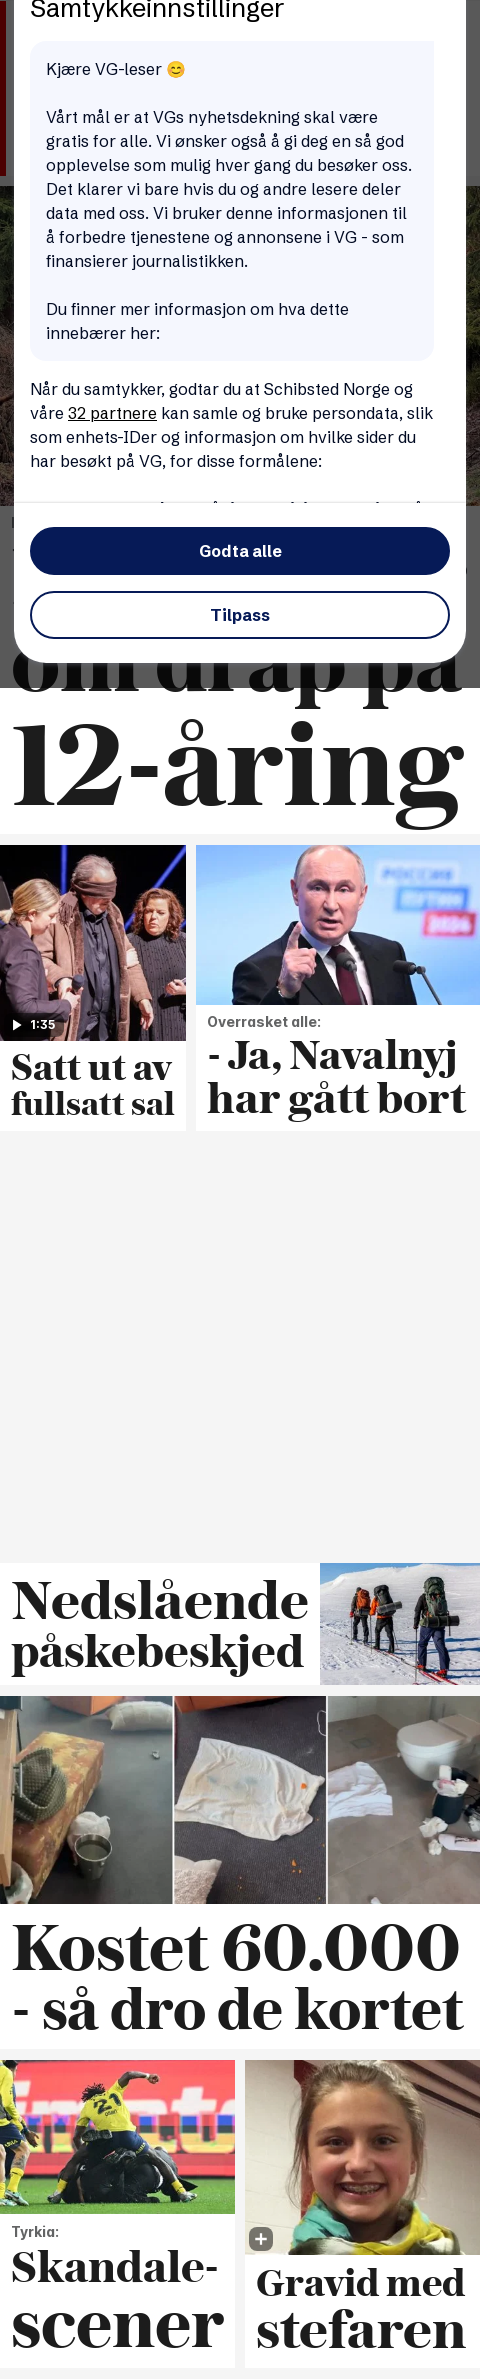 Samtykkeinnstillinger
Kjære VG-leser 😊
Vårt mål er at VGs nyhetsdekning skal være
gratis for alle. Vi ønsker også å gi deg en så god
opplevelse som mulig hver gang du besøker oss.
Det klarer vi bare hvis du og andre lesere deler
data med oss. Vi bruker denne informasjonen til
å forbedre tjenestene og annonsene i VG - som
finansierer journalistikken.
Du finner mer informasjon om hva dette
innebærer her:
Når du samtykker, godtar du at Schibsted Norge og
våre 32 partnere kan samle og bruke persondata, slik
som enhets-IDer og informasjon om hvilke sider du
har besøkt på VG, for disse formålene:
Godta alle
Tilpass
om drap på
12-åring
1:35
Satt ut av
fullsatt sal
РОССИЯ
ПУТИН
2024
Overrasket alle:
- Ja, Navalnyj
har gått bort
Nedslående
påskebeskjed
Kostet 60.000
- så dro de kortet
21
Tyrkia:
Skandale-
scener
Gravid med
stefaren